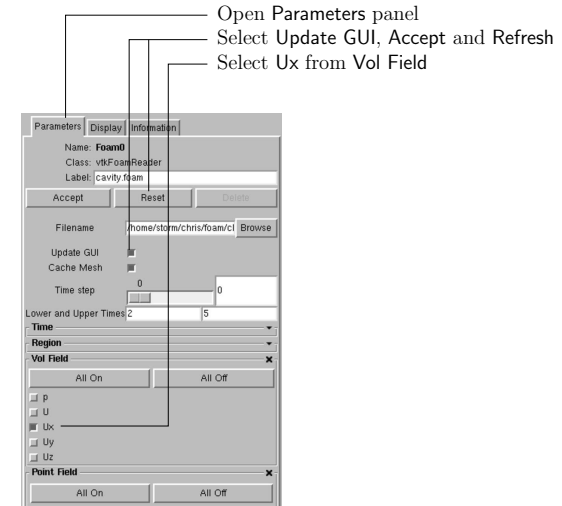 Open Parameters panel
Select Update GUI, Accept and Refresh
Select Ux from Vol Field
Parameters Display Information
Name: Foam0
Class: vtkFoamReader
Label: cavity.foam
Accept Reset Delete
Filename /home/storm/chris/foam/cl Browse
Update GUI
Cache Mesh
0
Time step 0
Lower and Upper Times 2 5
Time
Region
Vol Field
All On All Off
p
U
Ux
Uy
Uz
Point Field
All On All Off